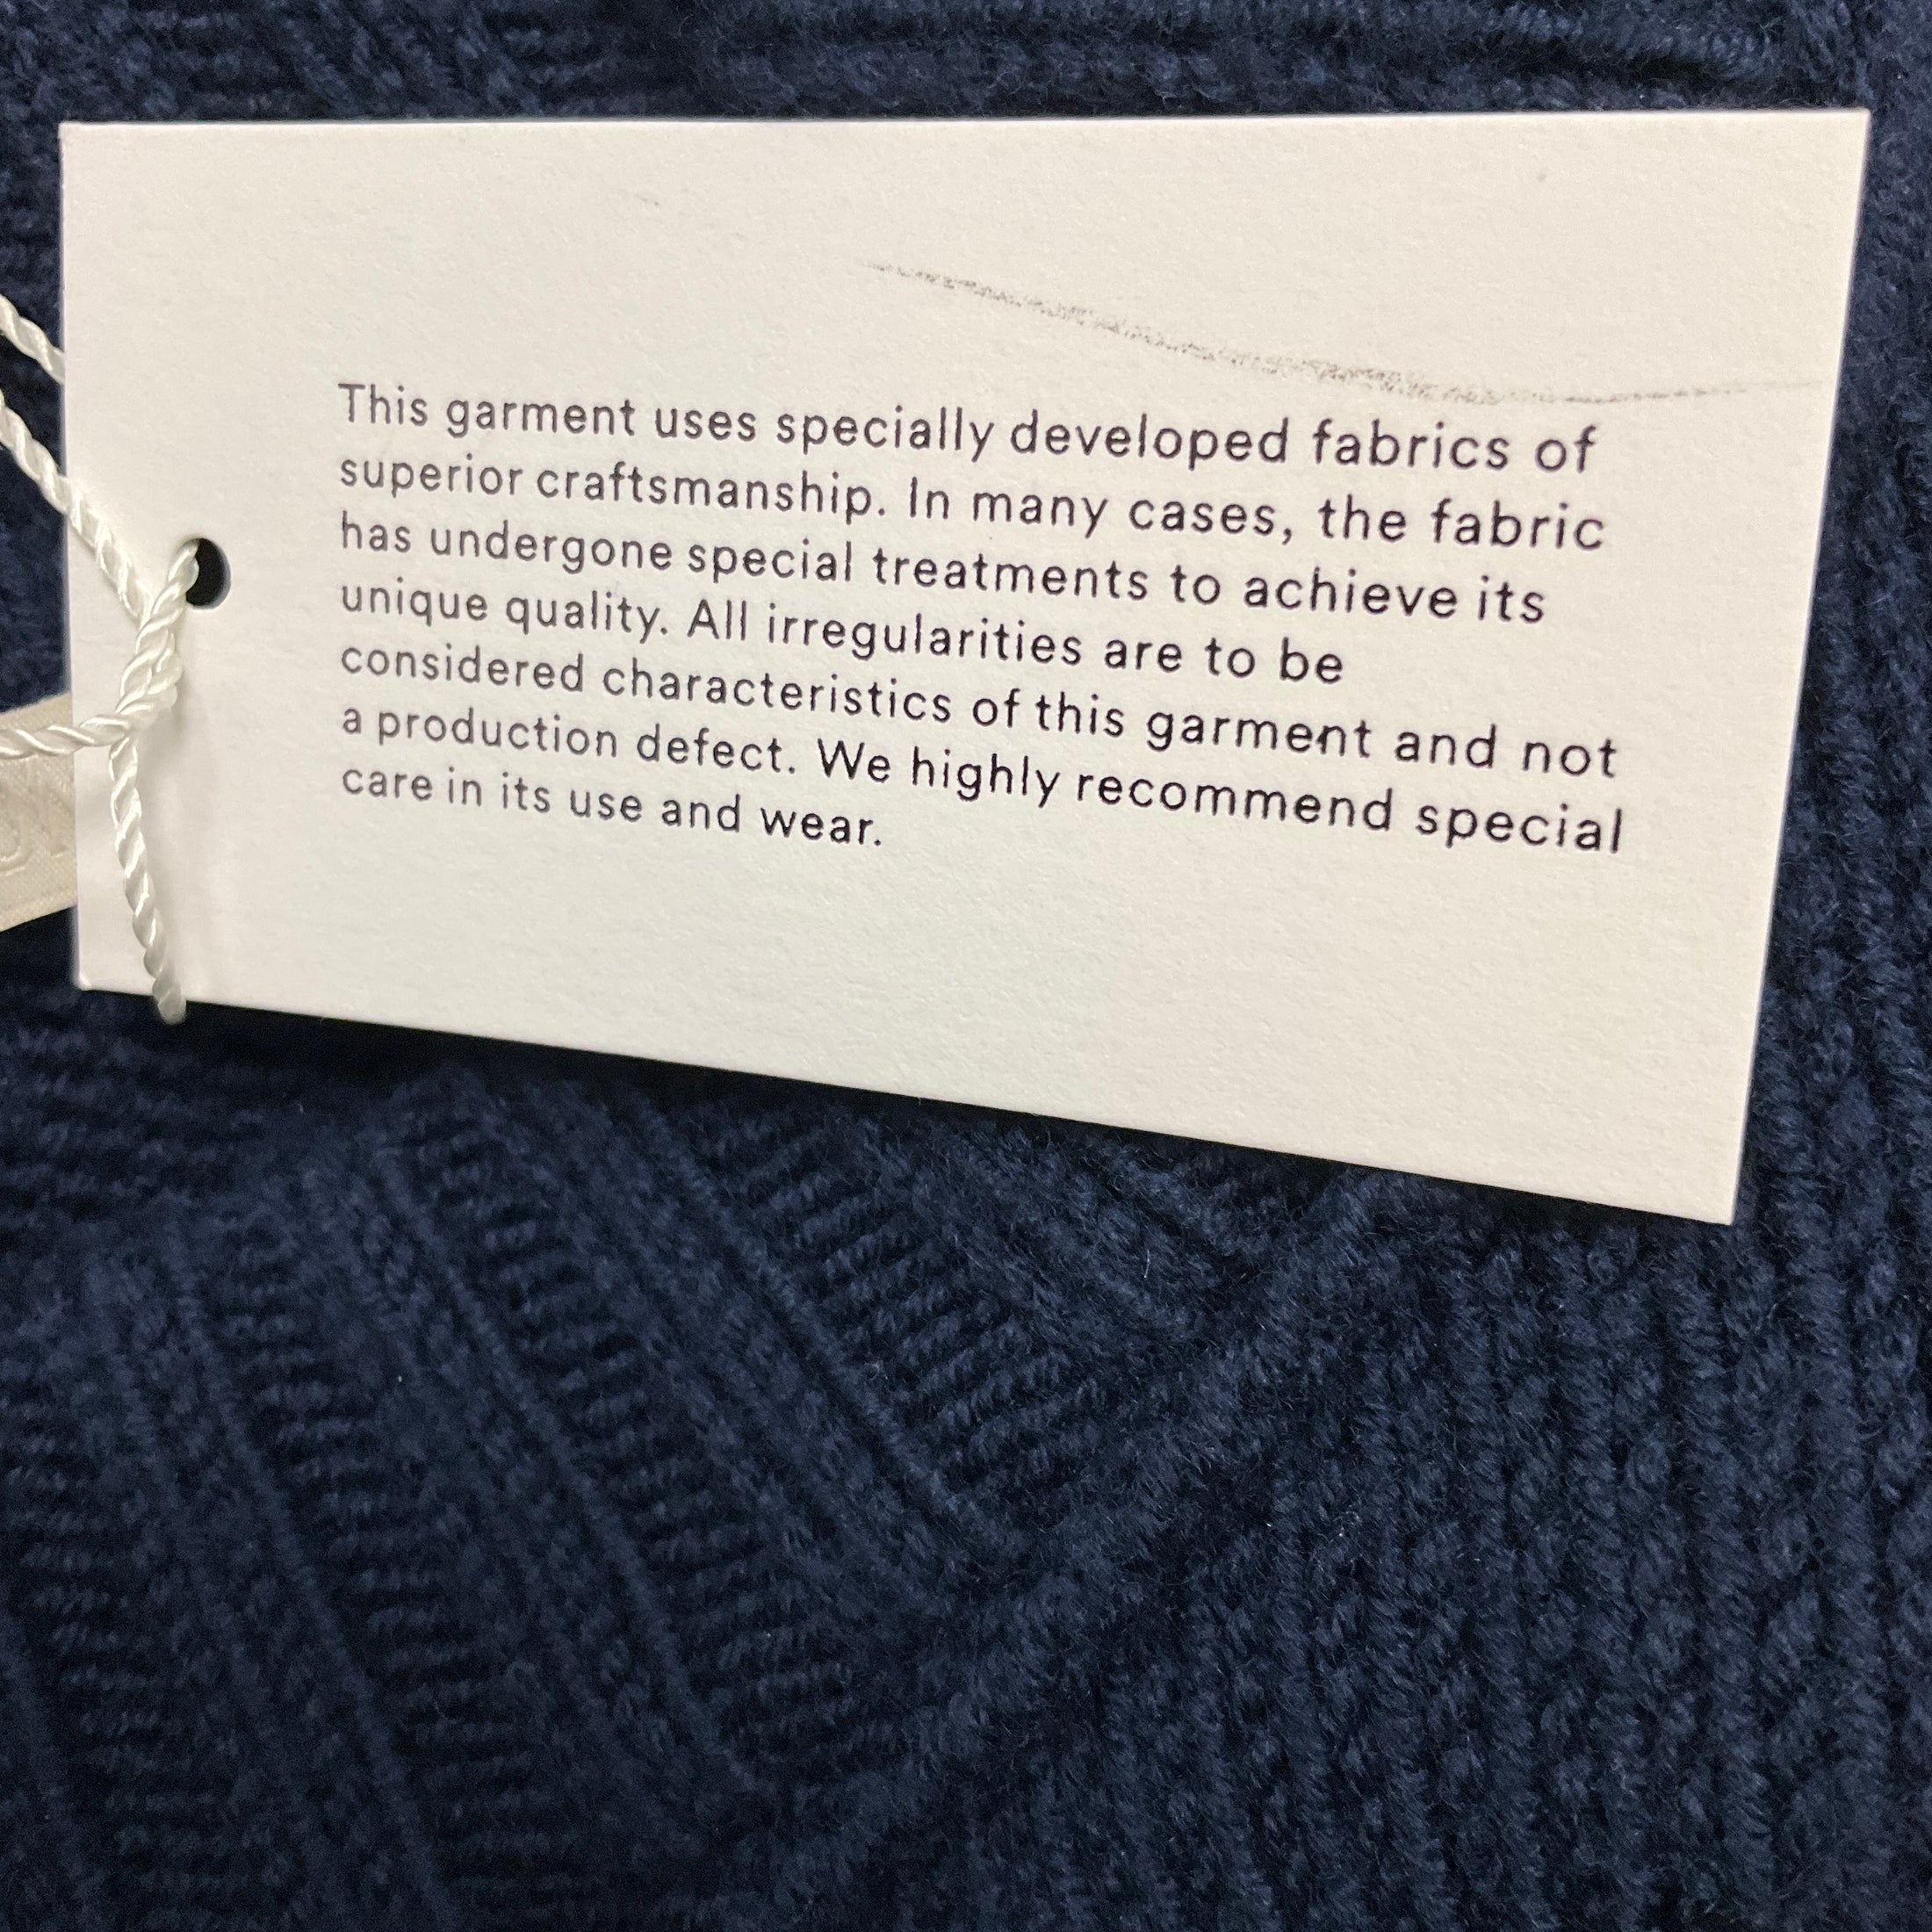 This garment uses specially developed fabrics of
superior craftsmanship. In many cases, the fabric
has undergone special treatments to achieve its
unique quality. All irregularities are to be
considered characteristics of this garment and not
a production defect. We highly recommend special
care in its use and wear.